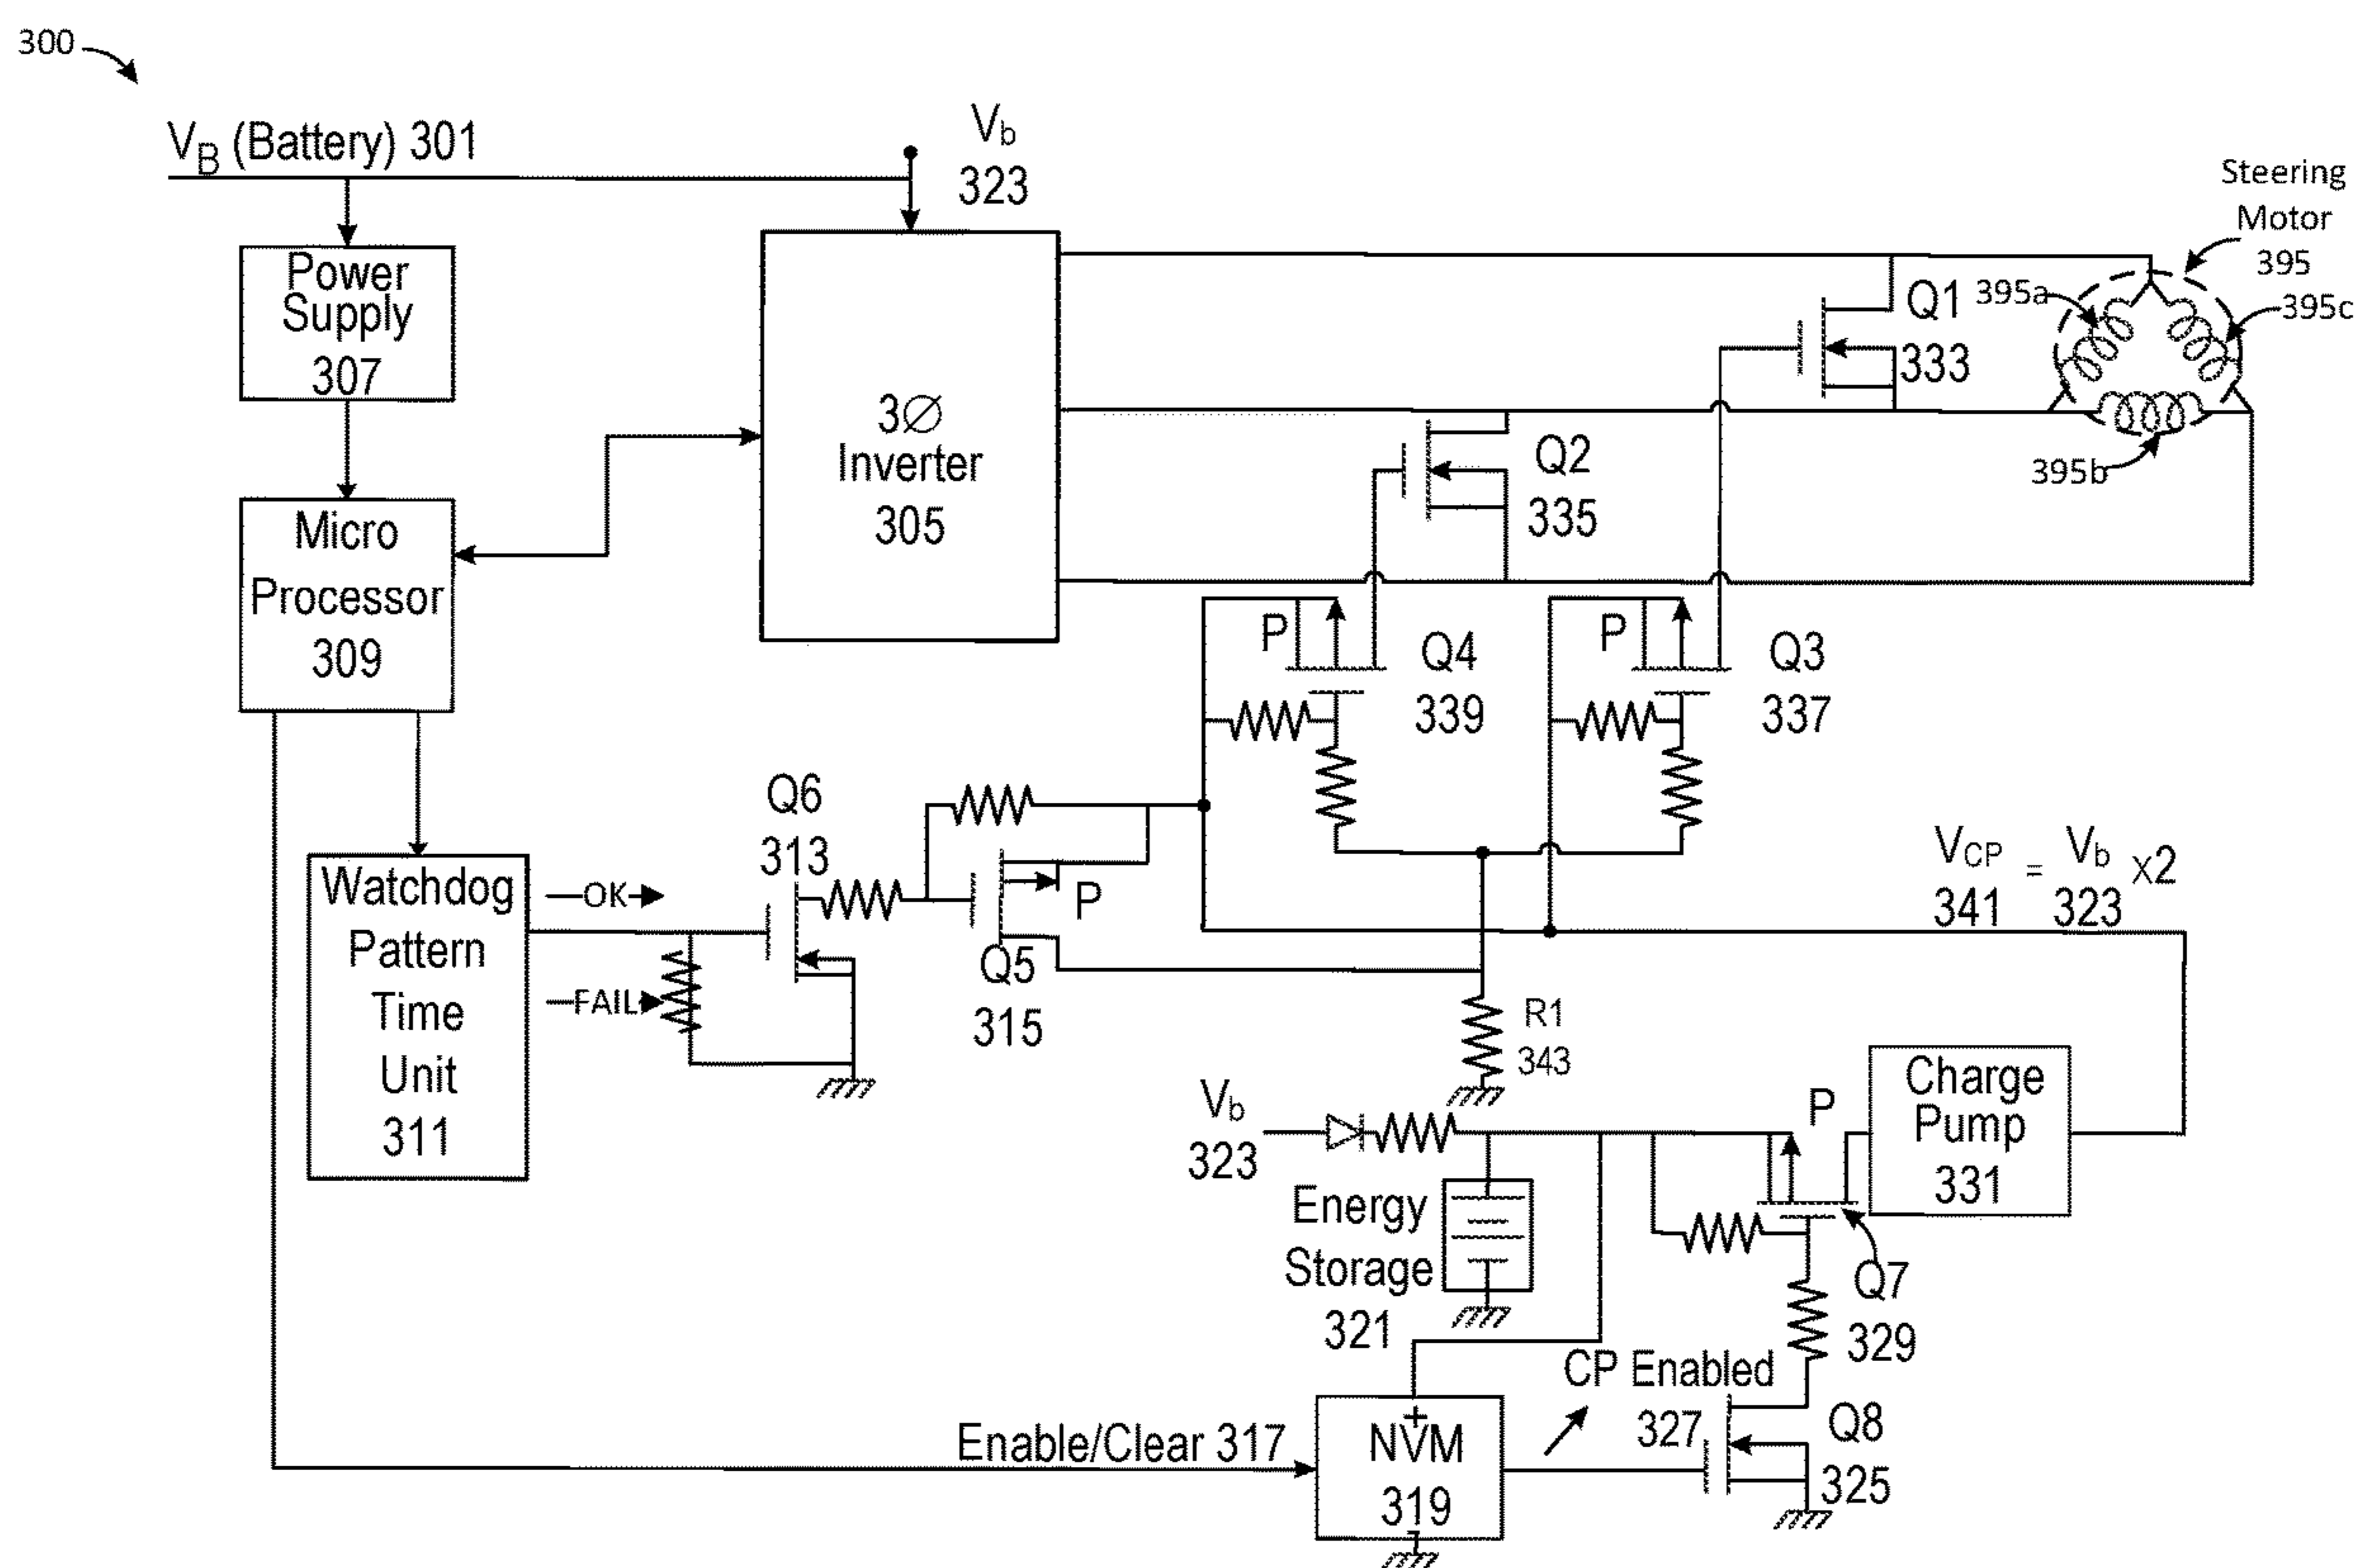 300
VB (Battery) 301
Vb
323
Steering
Motor
395
395a
395c
395b
Power
Supply
307
3∅
Inverter
305
Q1
333
Q2
335
Micro
Processor
309
P
Q4
339
P
Q3
337
Q6
313
Watchdog
Pattern
Time
Unit
311
OK
FAIL
P
Q5
315
VCP = Vb x2
341 323
R1
343
Vb
323
Energy
Storage
321
P
Charge
Pump
331
Q7
329
CP Enabled
327
Q8
325
Enable/Clear 317
+
NVM
319
-